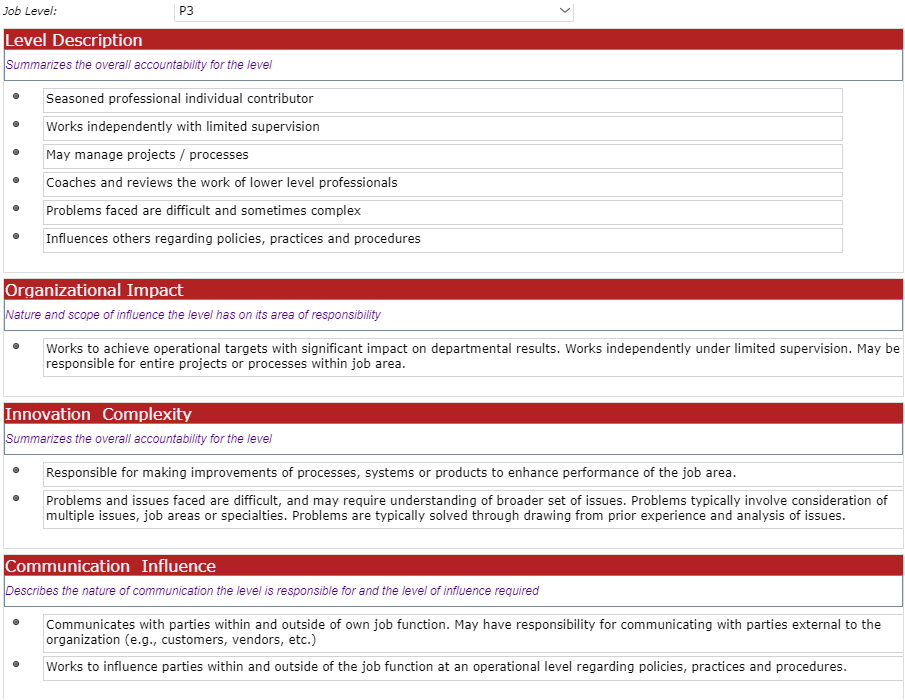 Job Level:
P3
Level Description
Summarizes the overall accountability for the level
Seasoned professional individual contributor
Works independently with limited supervision
May manage projects / processes
Coaches and reviews the work of lower level professionals
Problems faced are difficult and sometimes complex
Influences others regarding policies, practices and procedures
Organizational Impact
Nature and scope of influence the level has on its area of responsibility
Works to achieve operational targets with significant impact on departmental results. Works independently under limited supervision. May be
responsible for entire projects or processes within job area.
Innovation  Complexity
Summarizes the overall accountability for the level
Responsible for making improvements of processes, systems or products to enhance performance of the job area.
Problems and issues faced are difficult, and may require understanding of broader set of issues. Problems typically involve consideration of
multiple issues, job areas or specialties. Problems are typically solved through drawing from prior experience and analysis of issues.
Communication  Influence
Describes the nature of communication the level is responsible for and the level of influence required
Communicates with parties within and outside of own job function. May have responsibility for communicating with parties external to the
organization (e.g., customers, vendors, etc.)
Works to influence parties within and outside of the job function at an operational level regarding policies, practices and procedures.